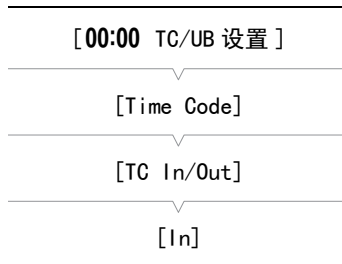 [00:00 TC/UB 设置 ]
[Time Code]
[TC In/Out]
[In]